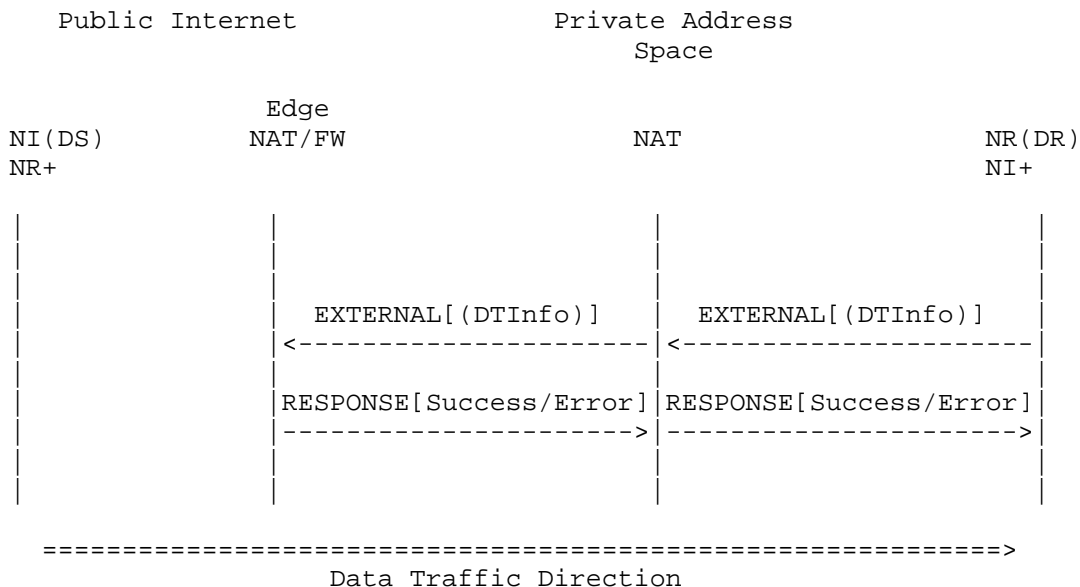 Public Internet Private Address
Space
Edge
NI(DS) NAT/FW NAT NR(DR)
NR+ NI+
EXTERNAL[(DTInfo)] EXTERNAL[(DTInfo)]
RESPONSE[Success/Error] RESPONSE[Success/Error]
Data Traffic Direction